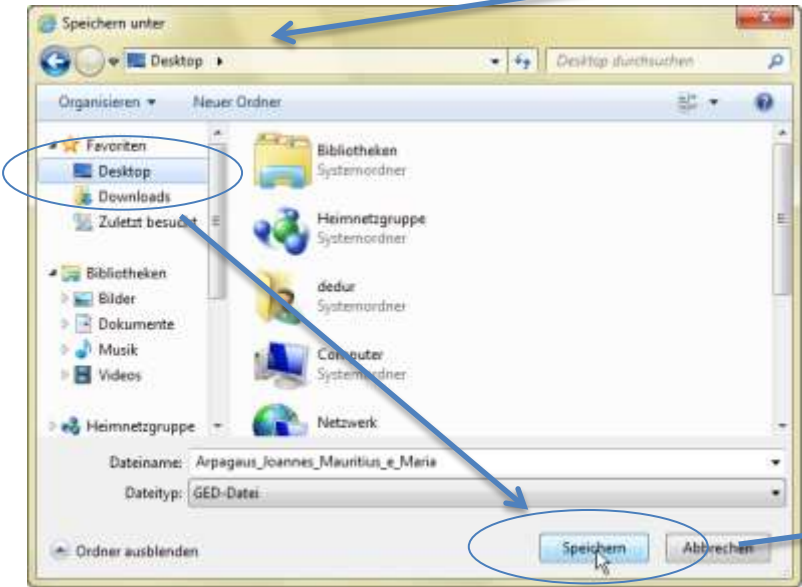 Speichern unter
Desktop
Desktop durchsuchen
Organisieren
Neuer Ordner
Favoriten
Desktop
Downloads
Zuletzt besucht
Bibliotheken
Bilder
Dokumente
Musik
Videos
Heimnetzgruppe
Bibliotheken
Systemordner
Heimnetzgruppe
Systemordner
dedur
Systemordner
Computer
Systemordner
Netzwerk
Dateiname: Arpagaus_Joannes_Mauritius_e_Maria
Dateityp: GED-Datei
Ordner ausblenden
Speichern
Abbrechen